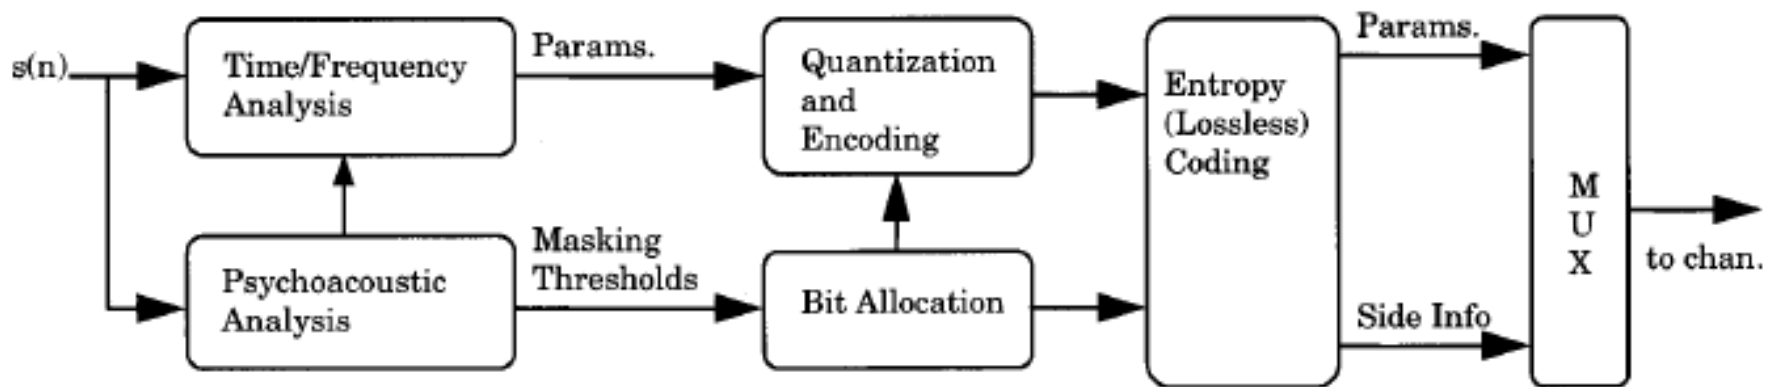 s(n)
Time/Frequency
Analysis
Params.
Quantization
and
Encoding
Entropy
(Lossless)
Coding
Params.
M
U
X
to chan.
Psychoacoustic
Analysis
Masking
Thresholds
Bit Allocation
Side Info